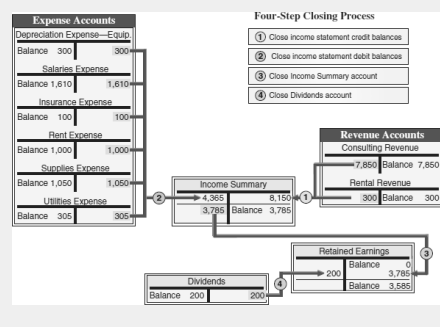 Expense Accounts
Depreciation Expense—Equip.
Balance 300 300
Salaries Expense
Balance 1,610 1,610
Insurance Expense
Balance 100 100
Rent Expense
Balance 1,000 1,000
Supplies Expense
Balance 1,050 1,050
Utilities Expense
Balance 305 305
Four-Step Closing Process
1 Close income statement credit balances
2 Close income statement debit balances
3 Close Income Summary account
4 Close Dividends account
Revenue Accounts
Consulting Revenue
7,850 Balance 7,850
Rental Revenue
300 Balance 300
2
Income Summary
4,365 8,150
3,785 Balance 3,785
1
Retained Earnings
Balance 0
200 3,785
Balance 3,585
3
Dividends
Balance 200 200
4